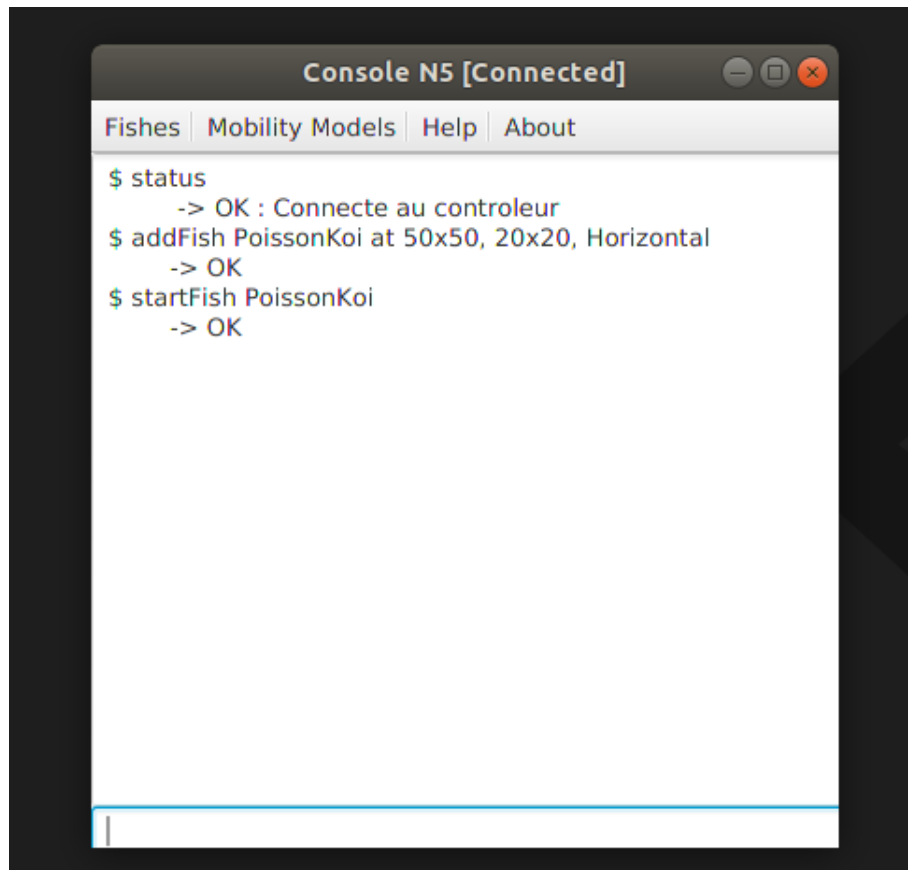 Console N5 [Connected]
Fishes Mobility Models Help About
$ status
-> OK : Connecte au controleur
$ addFish PoissonKoi at 50x50, 20x20, Horizontal
-> OK
$ startFish PoissonKoi
-> OK